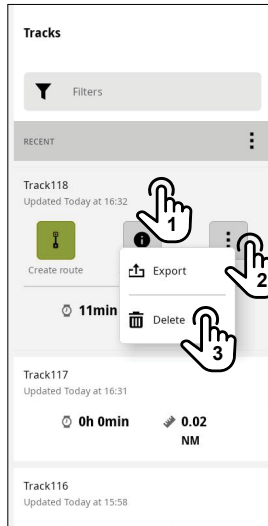 Tracks
Filters
RECENT
Track118
Updated Today at 16:32
1
2
Create route
Export
11min
Delete
3
Track117
Updated Today at 16:31
0h 0min
0.02
NM
Track116
Updated Today at 15:58